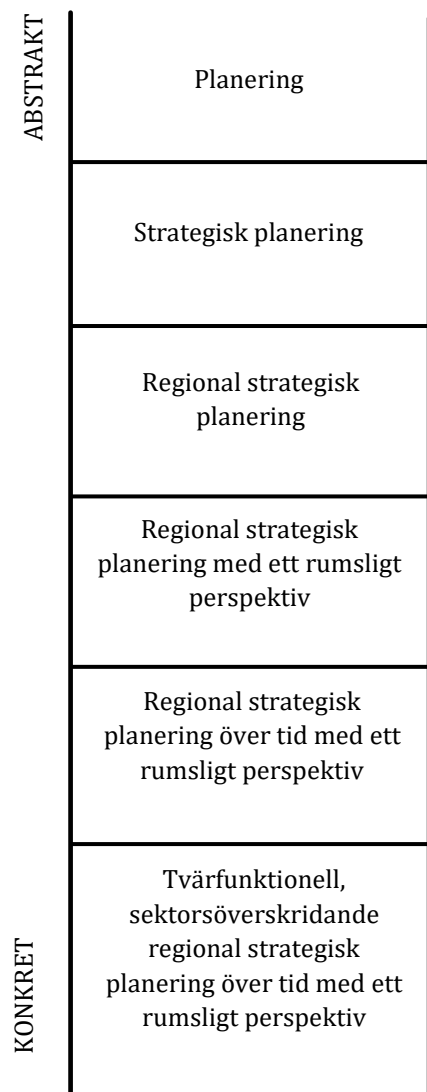 ABSTRAKT
Planering
Strategisk planering
Regional strategisk
planering
Regional strategisk
planering med ett rumsligt
perspektiv
Regional strategisk
planering över tid med ett
rumsligt perspektiv
KONKRET
Tvärfunktionell,
sektorsöverskridande
regional strategisk
planering över tid med ett
rumsligt perspektiv